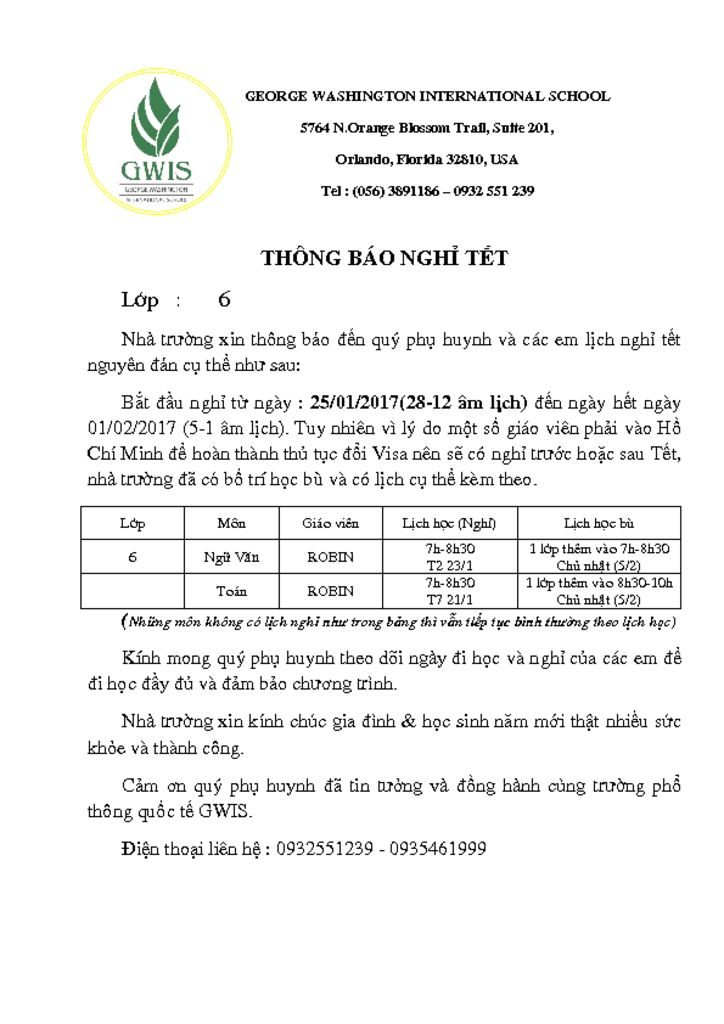 GWIS
GEORGE WASHINGTON
INTERNATIONAL SCHOOL
GEORGE WASHINGTON INTERNATIONAL SCHOOL
5764 N.Orange Blossom Trail, Suite 201,
Orlando, Florida 32810, USA
Tel : (056) 3891186 – 0932 551 239
THÔNG BÁO NGHỈ TẾT
Lớp : 6
Nhà trường xin thông báo đến quý phụ huynh và các em lịch nghỉ tết
nguyên đán cụ thể như sau:
Bắt đầu nghỉ từ ngày : 25/01/2017(28-12 âm lịch) đến ngày hết ngày
01/02/2017 (5-1 âm lịch). Tuy nhiên vì lý do một số giáo viên phải vào Hồ
Chí Minh để hoàn thành thủ tục đổi Visa nên sẽ có nghỉ trước hoặc sau Tết,
nhà trường đã có bố trí học bù và có lịch cụ thể kèm theo.
Lớp Môn Giáo viên Lịch học (Nghỉ) Lịch học bù
6 Ngữ Văn ROBIN 7h-8h30 1 lớp thêm vào 7h-8h30
T2 23/1 Chủ nhật (5/2)
Toán ROBIN 7h-8h30 1 lớp thêm vào 8h30-10h
T7 21/1 Chủ nhật (5/2)
(Những môn không có lịch nghỉ như trong bảng thì vẫn tiếp tục bình thường theo lịch học)
Kính mong quý phụ huynh theo dõi ngày đi học và nghỉ của các em để
đi học đầy đủ và đảm bảo chương trình.
Nhà trường xin kính chúc gia đình & học sinh năm mới thật nhiều sức
khỏe và thành công.
Cảm ơn quý phụ huynh đã tin tưởng và đồng hành cùng trường phổ
thông quốc tế GWIS.
Điện thoại liên hệ : 0932551239 - 0935461999